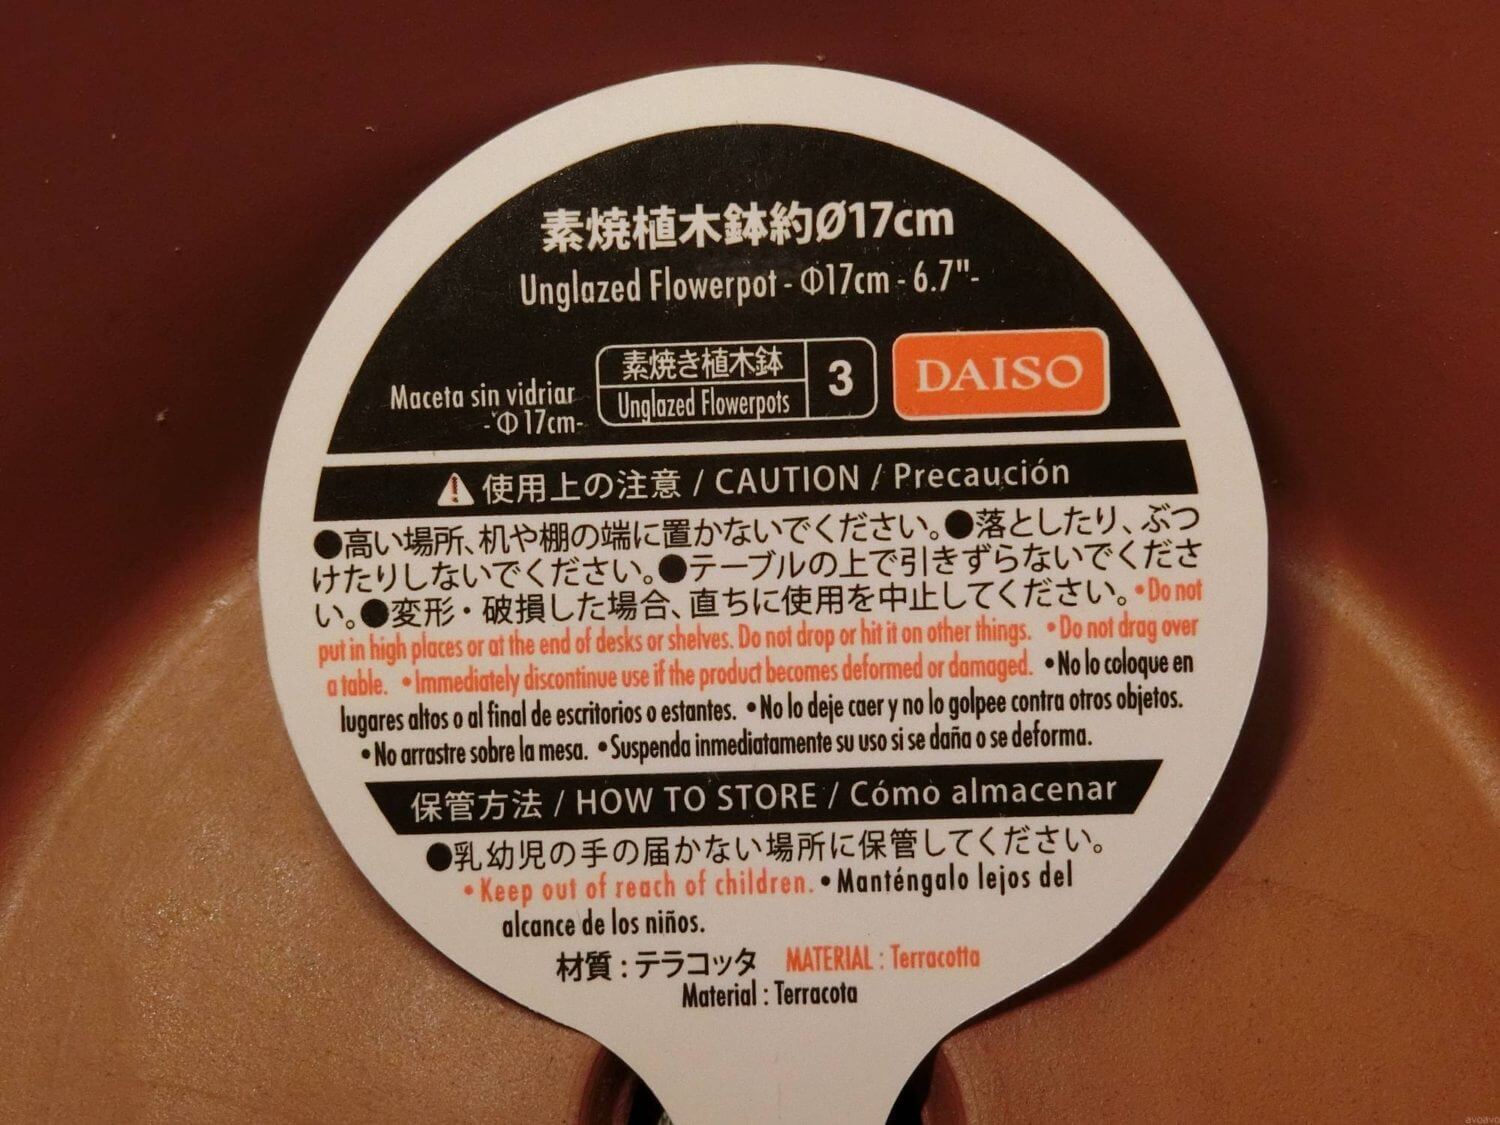 素焼植木鉢約Ø17cm
Unglazed Flowerpot - Φ17cm - 6.7"-
Maceta sin vidriar
-Φ 17cm-
素焼き植木鉢
Unglazed Flowerpots
3
DAISO
使用上の注意 / CAUTION / Precaución
●高い場所、机や棚の端に置かないでください。●落としたり、ぶつ
けたりしないでください。●テーブルの上で引きずらないでくださ
い。●変形・破損した場合、直ちに使用を中止してください。•Do not
put in high places or at the end of desks or shelves. Do not drop or hit it on other things. •Do not drag over
a table. •Immediately discontinue use if the product becomes deformed or damaged. •No lo coloque en
lugares altos o al final de escritorios o estantes. •No lo deje caer y no lo golpee contra otros objetos.
•No arrastre sobre la mesa. •Suspenda inmediatamente su uso si se daña o se deforma.
保管方法 / HOW TO STORE / Cómo almacenar
●乳幼児の手の届かない場所に保管してください。
•Keep out of reach of children. •Manténgalo lejos del
alcance de los niños.
材質：テラコッタ MATERIAL : Terracotta
Material : Terracota
avoavo